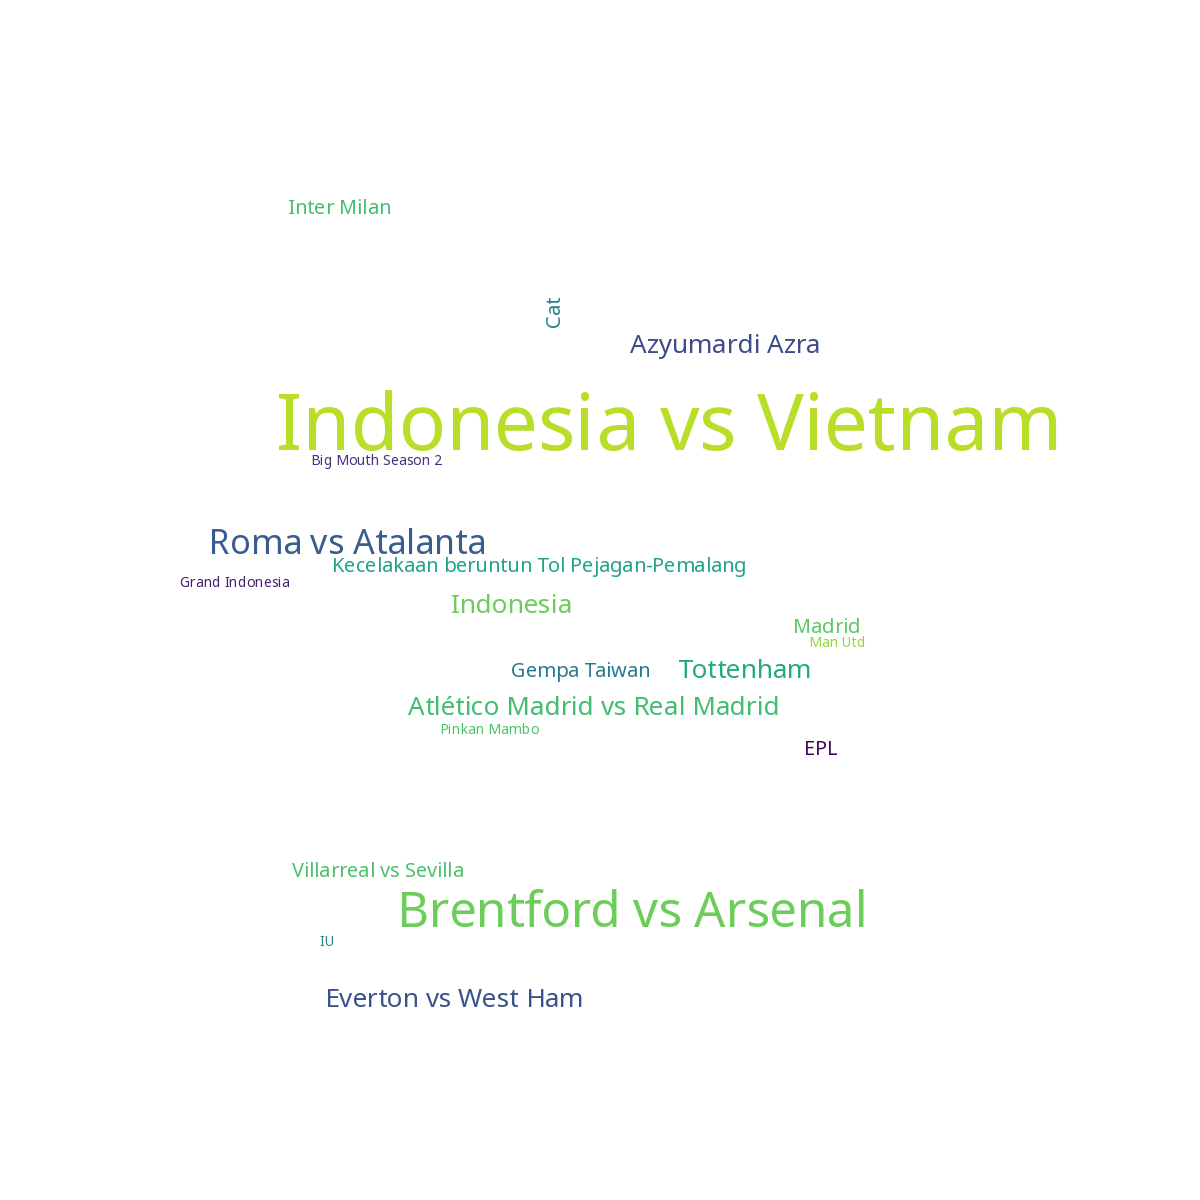 Inter Milan
Cat
Azyumardi Azra
Indonesia vs Vietnam
Big Mouth Season 2
Roma vs Atalanta
Kecelakaan beruntun Tol Pejagan-Pemalang
Grand Indonesia
Indonesia
Madrid
Man Utd
Gempa Taiwan
Tottenham
Atlético Madrid vs Real Madrid
Pinkan Mambo
EPL
Villarreal vs Sevilla
Brentford vs Arsenal
IU
Everton vs West Ham